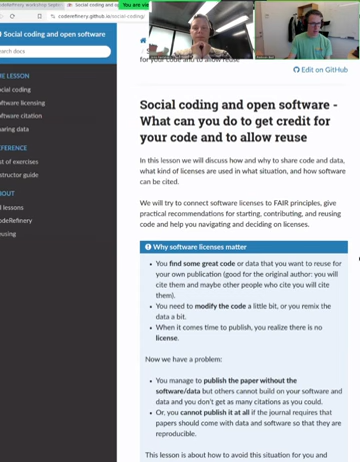 Social coding and open software
You are vie
coderefinery.github.io/social-coding/
Social coding and open software
earch docs
HE LESSON
ocial coding
oftware licensing
oftware citation
haring data
EFERENCE
st of exercises
structor guide
BOUT
l lessons
odeRefinery
eusing
for your code and to allow reuse
Edit on GitHub
Social coding and open software -
What can you do to get credit for
your code and to allow reuse
In this lesson we will discuss how and why to share code and data,
what kind of licenses are used in what situation, and how software
can be cited.
We will try to connect software licenses to FAIR principles, give
practical recommendations for starting, contributing, and reusing
code and help you navigating and deciding on licenses.
Why software licenses matter
• You find some great code or data that you want to reuse for
your own publication (good for the original author: you will
cite them and maybe other people who cite you will cite
them).
• You need to modify the code a little bit, or you remix the
data a bit.
• When it comes time to publish, you realize there is no
license.
Now we have a problem:
• You manage to publish the paper without the
software/data but others cannot build on your software and
data and you don't get as many citations as you could.
• Or, you cannot publish it at all if the journal requires that
papers should come with data and software so that they are
reproducible.
This lesson is about how to avoid this situation for you and